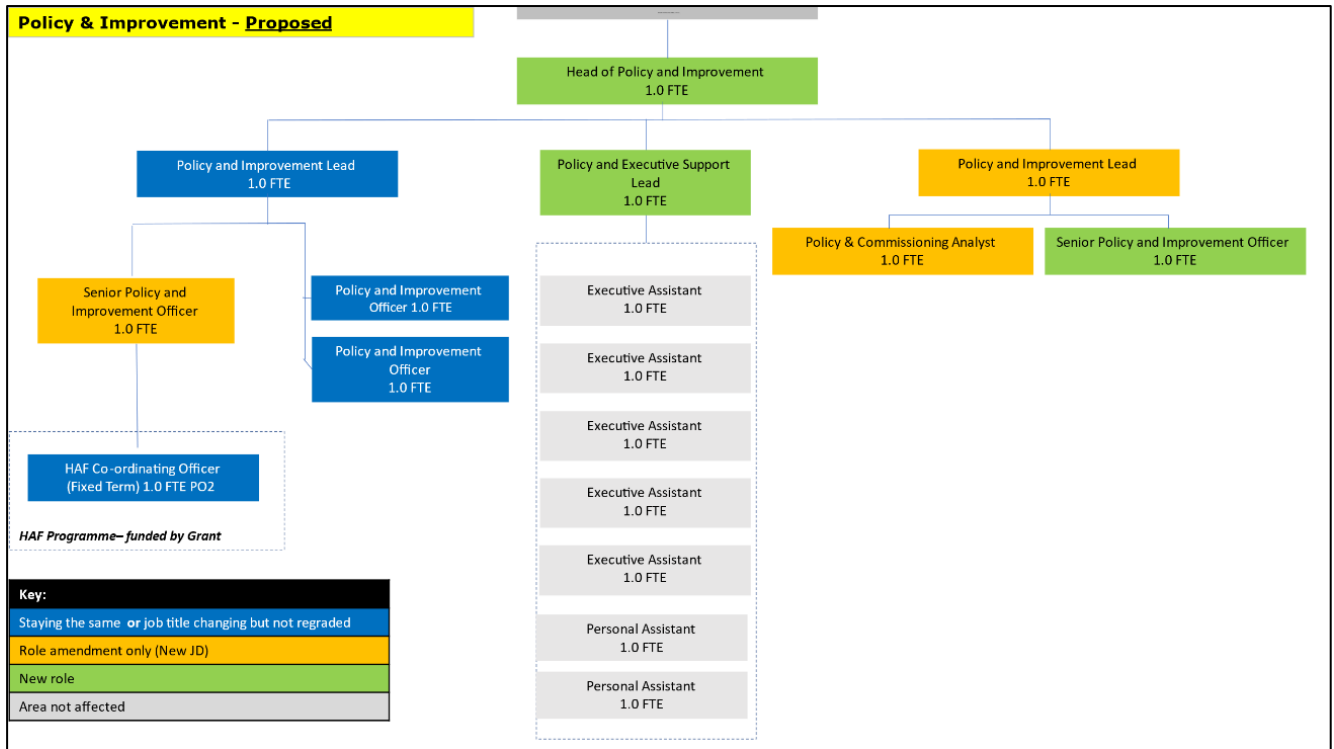 Policy & Improvement - Proposed
Head of Policy and Improvement
1.0 FTE
Policy and Improvement Lead
1.0 FTE
Policy and Executive Support
Lead
1.0 FTE
Policy and Improvement Lead
1.0 FTE
Policy & Commissioning Analyst
1.0 FTE
Senior Policy and Improvement Officer
1.0 FTE
Senior Policy and
Improvement Officer
1.0 FTE
Policy and Improvement
Officer 1.0 FTE
Policy and Improvement
Officer
1.0 FTE
HAF Co-ordinating Officer
(Fixed Term) 1.0 FTE PO2
HAF Programme– funded by Grant
Executive Assistant
1.0 FTE
Executive Assistant
1.0 FTE
Executive Assistant
1.0 FTE
Executive Assistant
1.0 FTE
Executive Assistant
1.0 FTE
Personal Assistant
1.0 FTE
Personal Assistant
1.0 FTE
Key:
Staying the same or job title changing but not regraded
Role amendment only (New JD)
New role
Area not affected